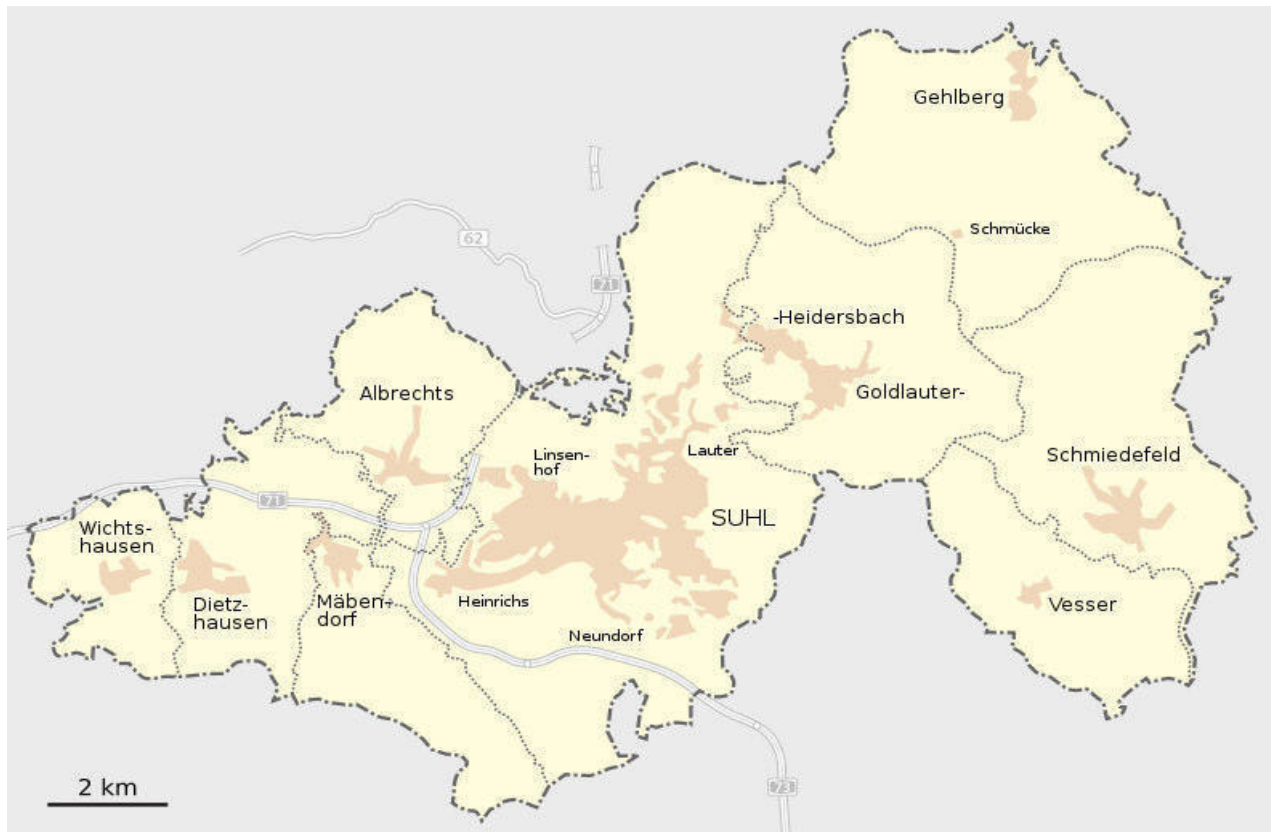 Gehlberg
Schmücke
62
71
-Heidersbach
Albrechts
Goldlauter-
Linsen-
hof
Lauter
Schmiedefeld
71
SUHL
Wichts-
hausen
Dietz-
hausen
Mäben-
dorf
Heinrichs
Vesser
Neundorf
2 km
73